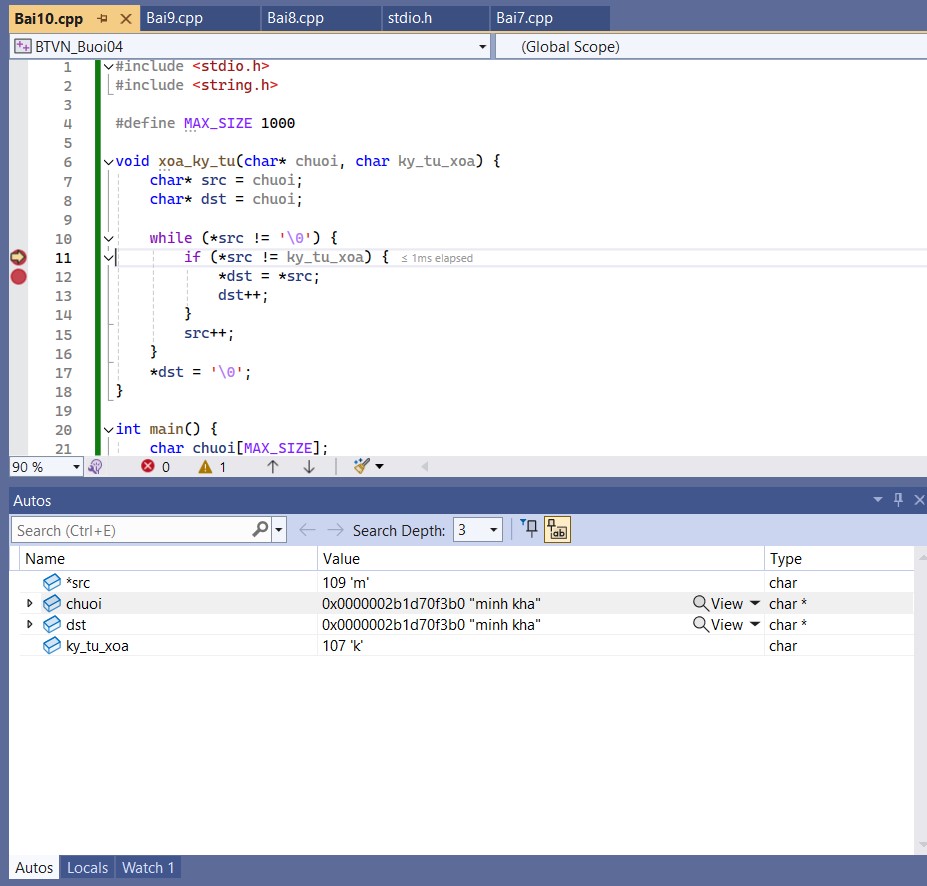 Bai10.cpp Bai9.cpp Bai8.cpp stdio.h Bai7.cpp
BTVN_Buoi04 (Global Scope)
1 #include <stdio.h>
2 #include <string.h>
3
4 #define MAX_SIZE 1000
5
6 void xoa_ky_tu(char* chuoi, char ky_tu_xoa) {
7 char* src = chuoi;
8 char* dst = chuoi;
9
10 while (*src != '\0') {
11 if (*src != ky_tu_xoa) { ≤ 1ms elapsed
12 *dst = *src;
13 dst++;
14 }
15 src++;
16 }
17 *dst = '\0';
18 }
19
20 int main() {
21 char chuoi[MAX_SIZE];
90 % 0 1
Autos
Search (Ctrl+E) Search Depth: 3
Name Value Type
*src 109 'm' char
chuoi 0x0000002b1d70f3b0 "minh kha" View char *
dst 0x0000002b1d70f3b0 "minh kha" View char *
ky_tu_xoa 107 'k' char
Autos Locals Watch 1